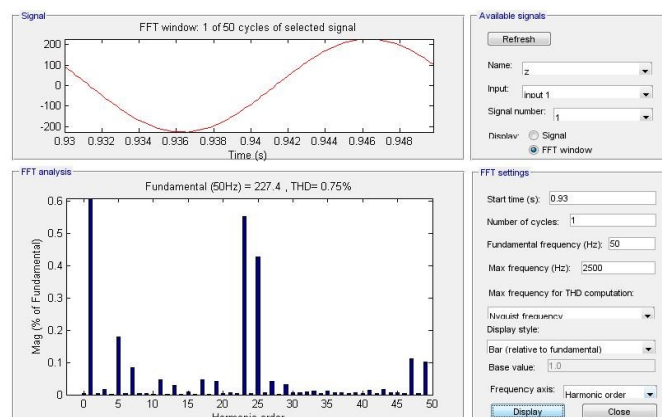 Signal
FFT window: 1 of 50 cycles of selected signal
200
100
0
-100
-200
0.93 0.932 0.934 0.936 0.938 0.94 0.942 0.944 0.946 0.948
Time (s)
FFT analysis
Fundamental (50Hz) = 227.4 , THD= 0.75%
Mag (% of Fundamental)
0.6
0.5
0.4
0.3
0.2
0.1
0
0 5 10 15 20 25 30 35 40 45 50
Harmonic order
Available signals
Refresh
Name:
z
Input:
input 1
Signal number:
1
Display:
Signal
FFT window
FFT settings
Start time (s): 0.93
Number of cycles: 1
Fundamental frequency (Hz): 50
Max frequency (Hz): 2500
Max frequency for THD computation:
Nyquist frequency
Display style:
Bar (relative to fundamental)
Base value: 1.0
Frequency axis: Harmonic order
Display Close